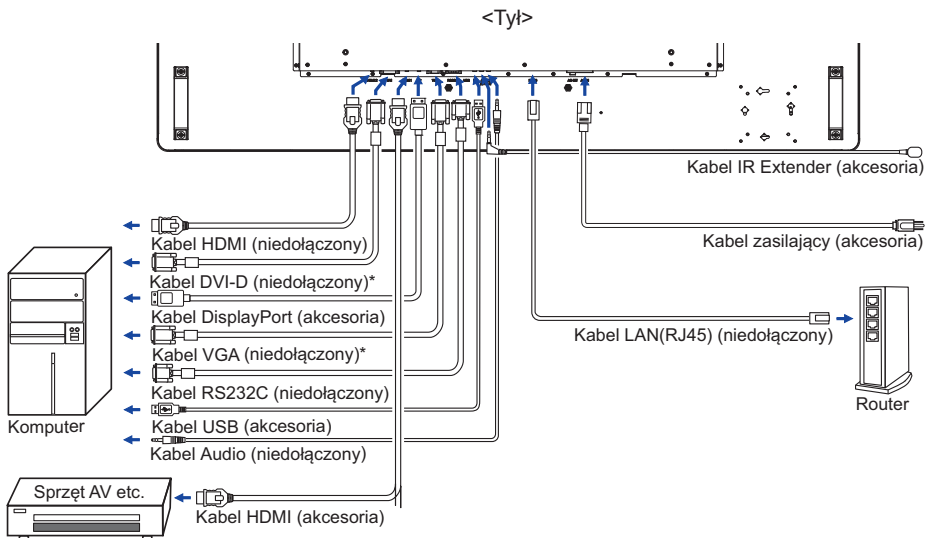 <Tył>
Kabel IR Extender (akcesoria)
Kabel HDMI (niedołączony)
Kabel zasilający (akcesoria)
Kabel DVI-D (niedołączony)*
Kabel DisplayPort (akcesoria)
Kabel LAN(RJ45) (niedołączony)
Kabel VGA (niedołączony)*
Kabel RS232C (niedołączony)
Router
Komputer
Kabel USB (akcesoria)
Kabel Audio (niedołączony)
Sprzęt AV etc.
Kabel HDMI (akcesoria)